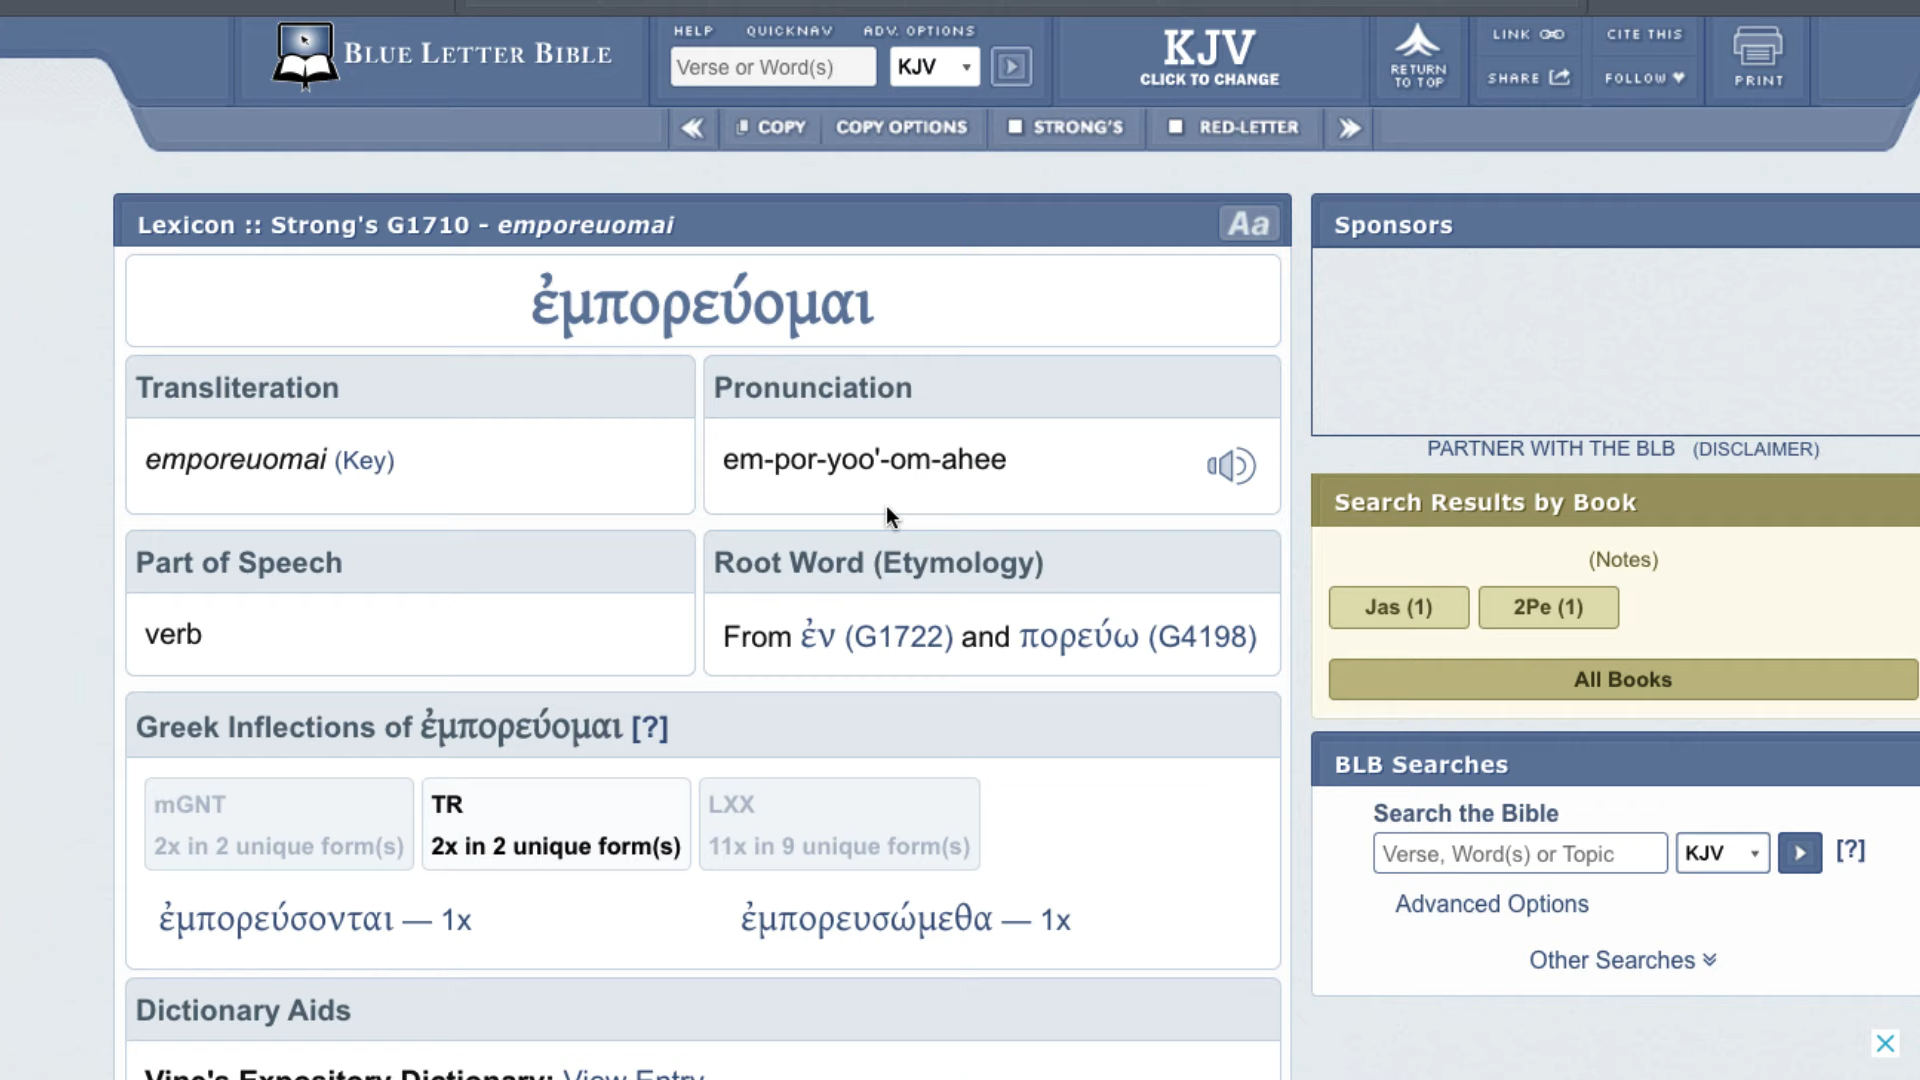 HELP QUICKNAV ADV. OPTIONS
BLUE LETTER BIBLE
Verse or Word(s)
KJV
KJV
CLICK TO CHANGE
RETURN
TO TOP
LINK
SHARE
CITE THIS
FOLLOW
PRINT
COPY
COPY OPTIONS
STRONG'S
RED-LETTER
Lexicon :: Strong's G1710 - emporeuomai
Aa
ἐμπορεύομαι
Transliteration
emporeuomai (Key)
Pronunciation
em-por-yoo'-om-ahee
Part of Speech
verb
Root Word (Etymology)
From ἐν (G1722) and πορεύω (G4198)
Greek Inflections of ἐμπορεύομαι [?]
mGNT
2x in 2 unique form(s)
TR
2x in 2 unique form(s)
LXX
11x in 9 unique form(s)
ἐμπορεύσονται — 1x
ἐμπορευσώμεθα — 1x
Dictionary Aids
Vine's Expository Dictionary: View Entry
Sponsors
PARTNER WITH THE BLB (DISCLAIMER)
Search Results by Book
(Notes)
Jas (1)
2Pe (1)
All Books
BLB Searches
Search the Bible
Verse, Word(s) or Topic
KJV
[?]
Advanced Options
Other Searches